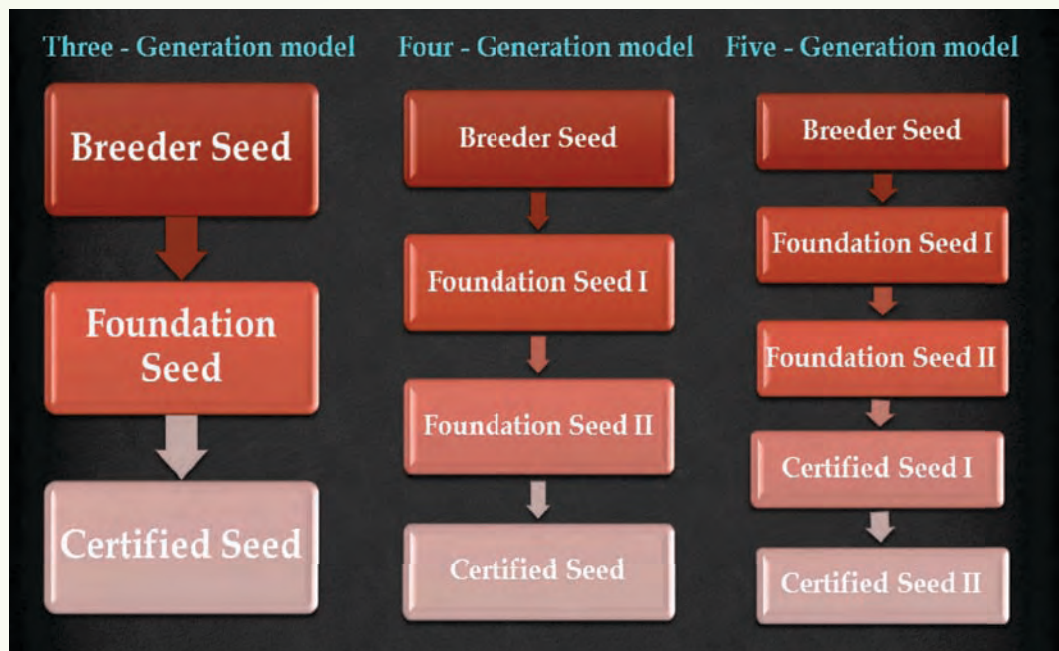 Three - Generation model
Breeder Seed
Foundation
Seed
Certified Seed
Four - Generation model
Breeder Seed
Foundation Seed I
Foundation Seed II
Certified Seed
Five - Generation model
Breeder Seed
Foundation Seed I
Foundation Seed II
Certified Seed I
Certified Seed II